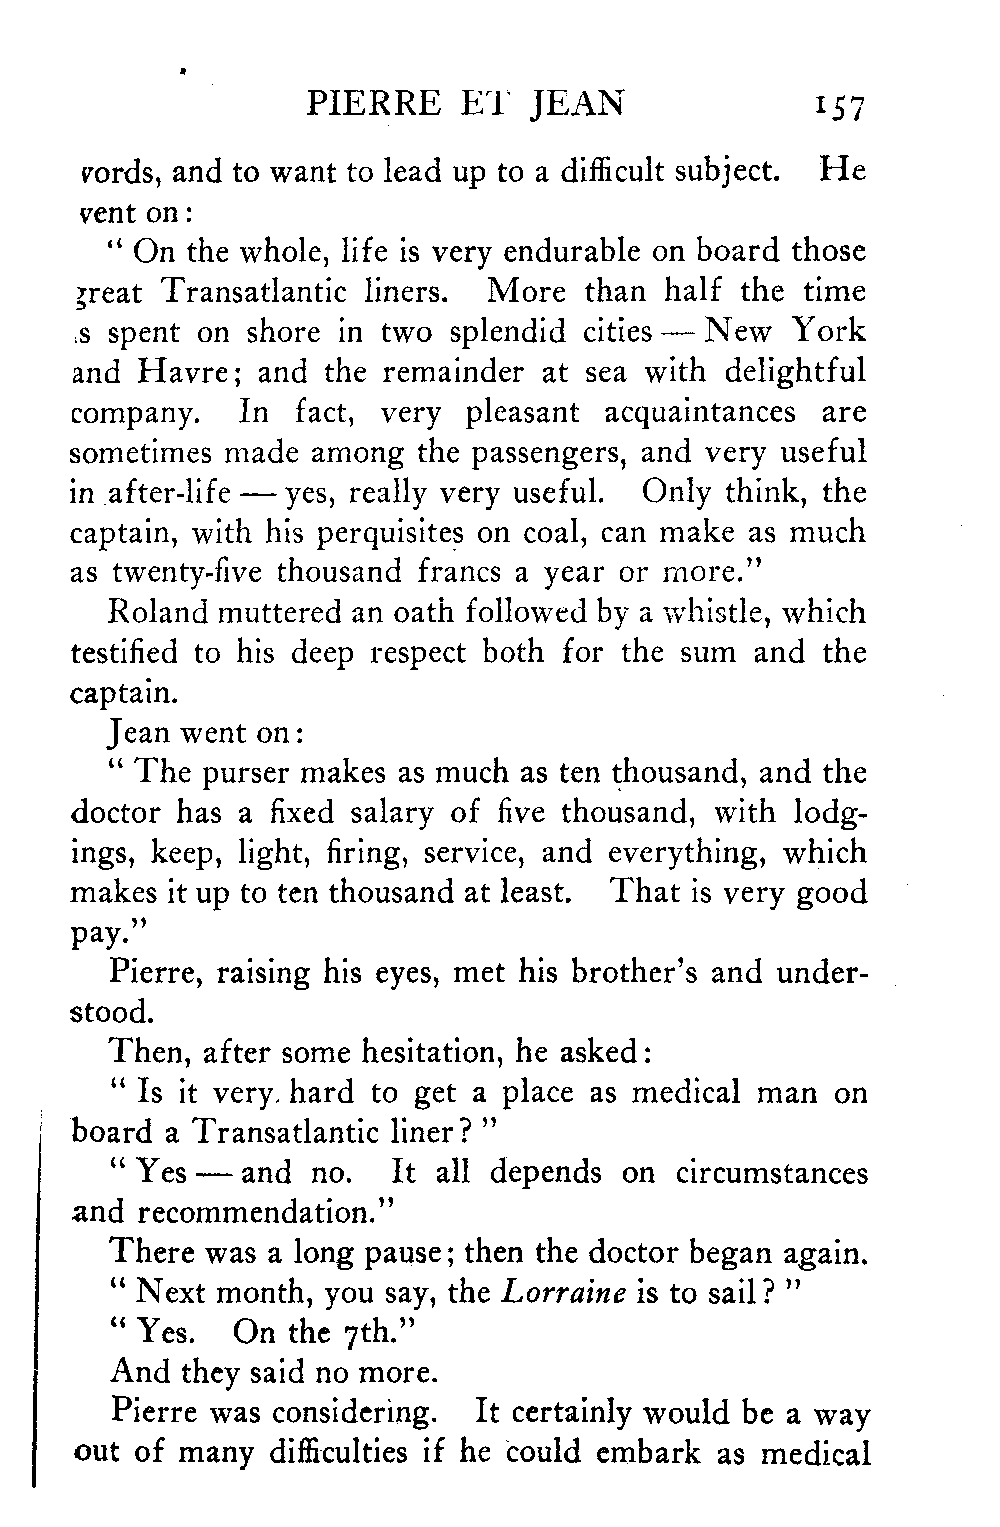 PIERRE ET JEAN 157
words, and to want to lead up to a difficult subject. He
went on:
" On the whole, life is very endurable on board those
great Transatlantic liners. More than half the time
is spent on shore in two splendid cities — New York
and Havre; and the remainder at sea with delightful
company. In fact, very pleasant acquaintances are
sometimes made among the passengers, and very useful
in after-life — yes, really very useful. Only think, the
captain, with his perquisites on coal, can make as much
as twenty-five thousand francs a year or more."
Roland muttered an oath followed by a whistle, which
testified to his deep respect both for the sum and the
captain.
Jean went on:
" The purser makes as much as ten thousand, and the
doctor has a fixed salary of five thousand, with lodg-
ings, keep, light, firing, service, and everything, which
makes it up to ten thousand at least. That is very good
pay."
Pierre, raising his eyes, met his brother's and under-
stood.
Then, after some hesitation, he asked:
" Is it very hard to get a place as medical man on
board a Transatlantic liner? "
" Yes — and no. It all depends on circumstances
and recommendation."
There was a long pause; then the doctor began again.
" Next month, you say, the Lorraine is to sail? "
" Yes. On the 7th."
And they said no more.
Pierre was considering. It certainly would be a way
out of many difficulties if he could embark as medical